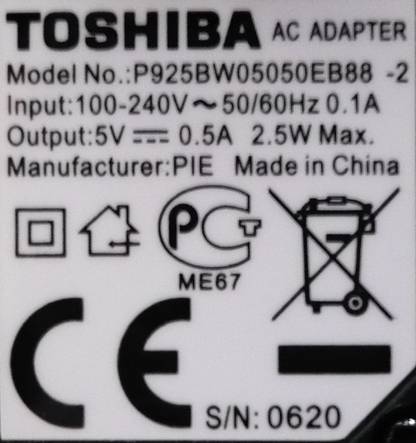 TOSHIBA AC ADAPTER
Model No.:P925BW05050EB88 -2
Input:100-240V～50/60Hz 0.1A
Output:5V ⎓ 0.5A 2.5W Max.
Manufacturer:PIE Made in China
PCT
ME67
CE
S/N: 0620